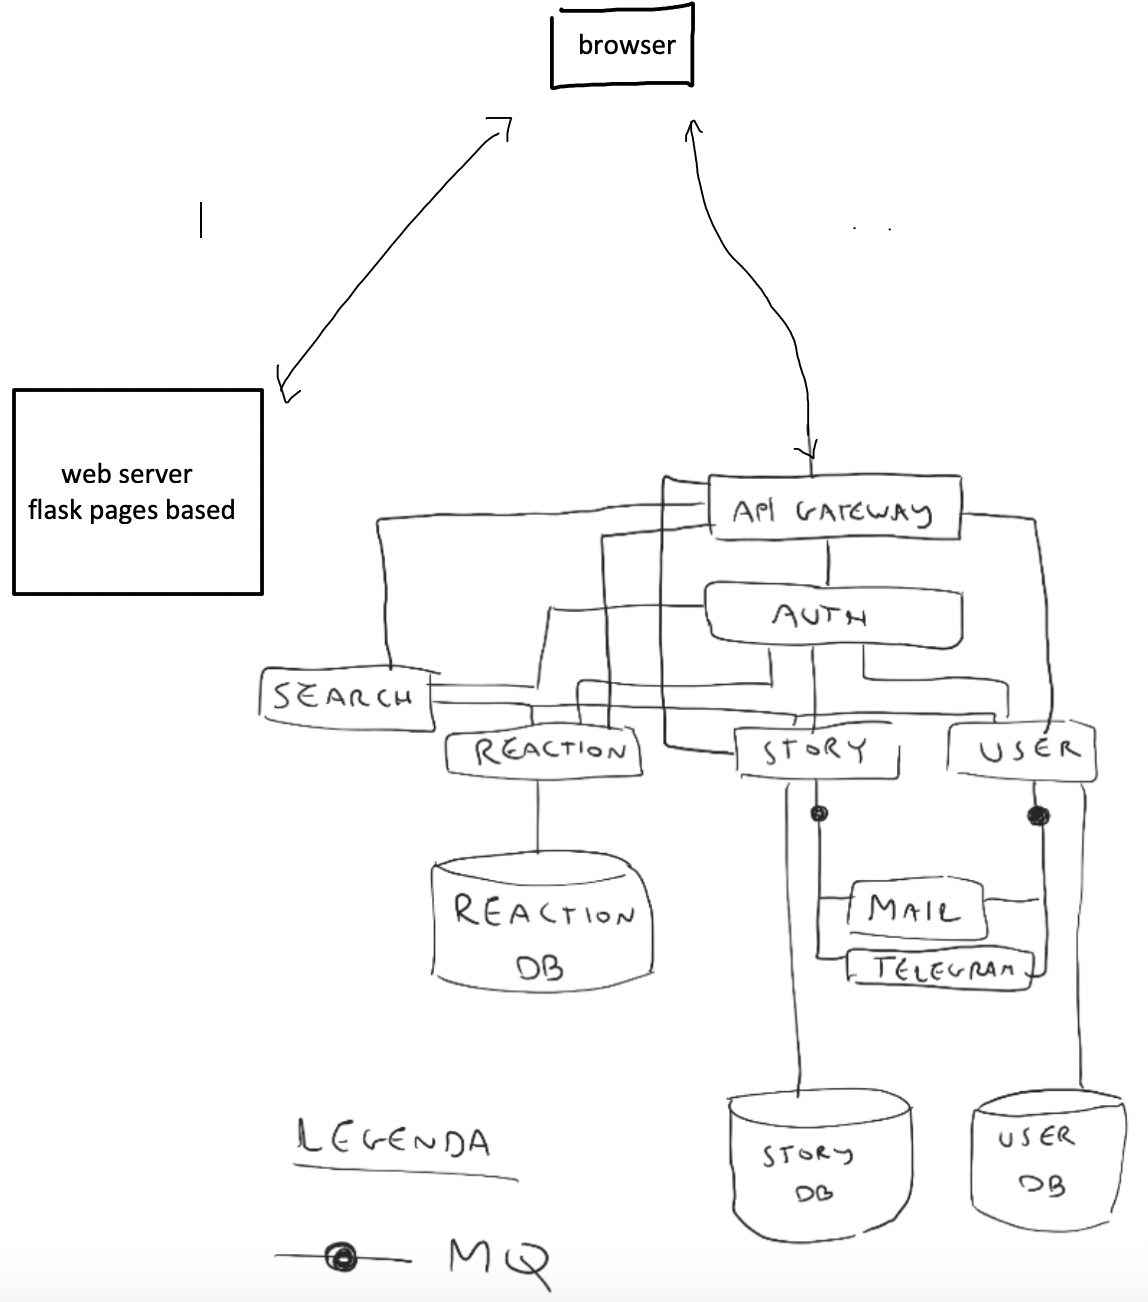 browser
web server
flask pages based
API GATEWAY
AUTH
SEARCH
REACTION
STORY
USER
MAIL
TELEGRAM
REACTION
DB
STORY
DB
USER
DB
LEGENDA
MQ